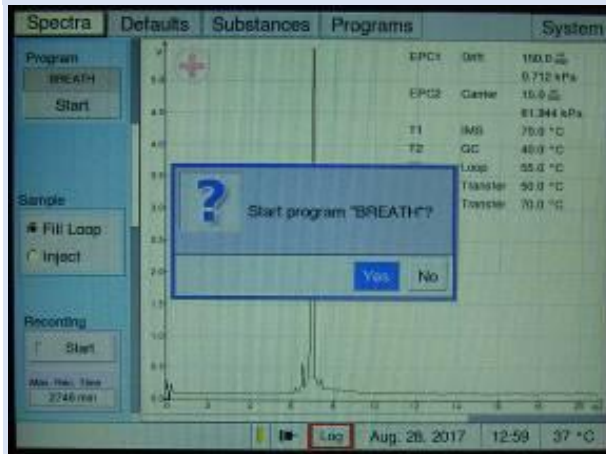 Spectra Defaults Substances Programs System
Program
BREATH
Start
Sample
Fill Loop
Inject
Recording
Start
Max. Rec. Time
2746 min
EPC1 Drift 150.0
0.712 kPa
EPC2 Carrier 15.0
61.344 kPa
T1 IMS 70.0 °C
T2 GC 40.0 °C
Loop 55.0 °C
Transfer 50.0 °C
Transfer 70.0 °C
Start program "BREATH"?
Yes No
Log Aug. 28. 2017 12:59 37 °C